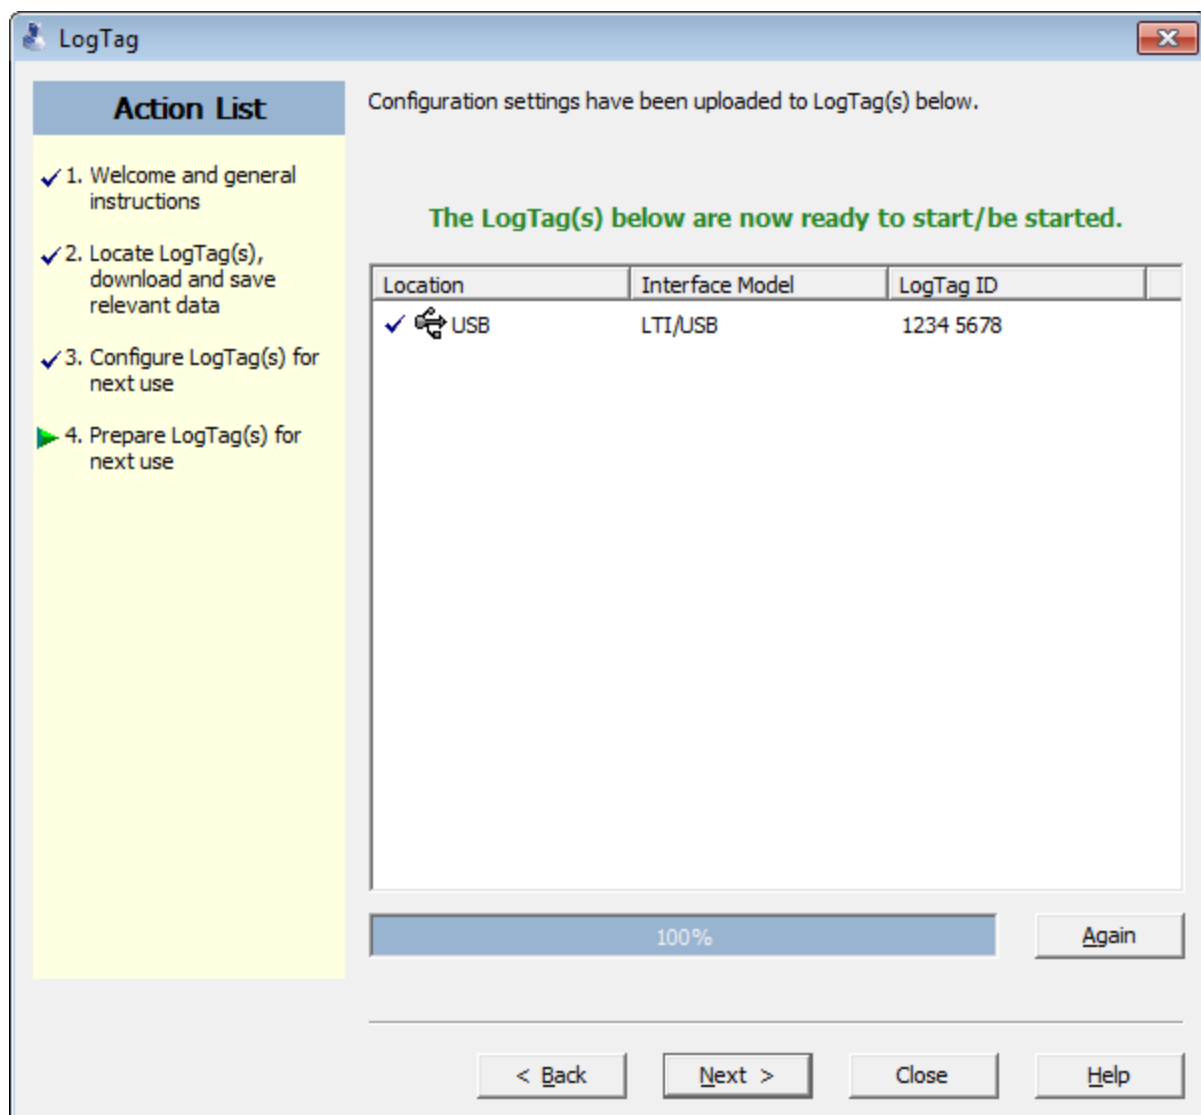 LogTag
Action List
1. Welcome and general
instructions
2. Locate LogTag(s),
download and save
relevant data
3. Configure LogTag(s) for
next use
4. Prepare LogTag(s) for
next use
Configuration settings have been uploaded to LogTag(s) below.
The LogTag(s) below are now ready to start/be started.
Location Interface Model LogTag ID
USB LTI/USB 1234 5678
100%
Again
< Back Next > Close Help